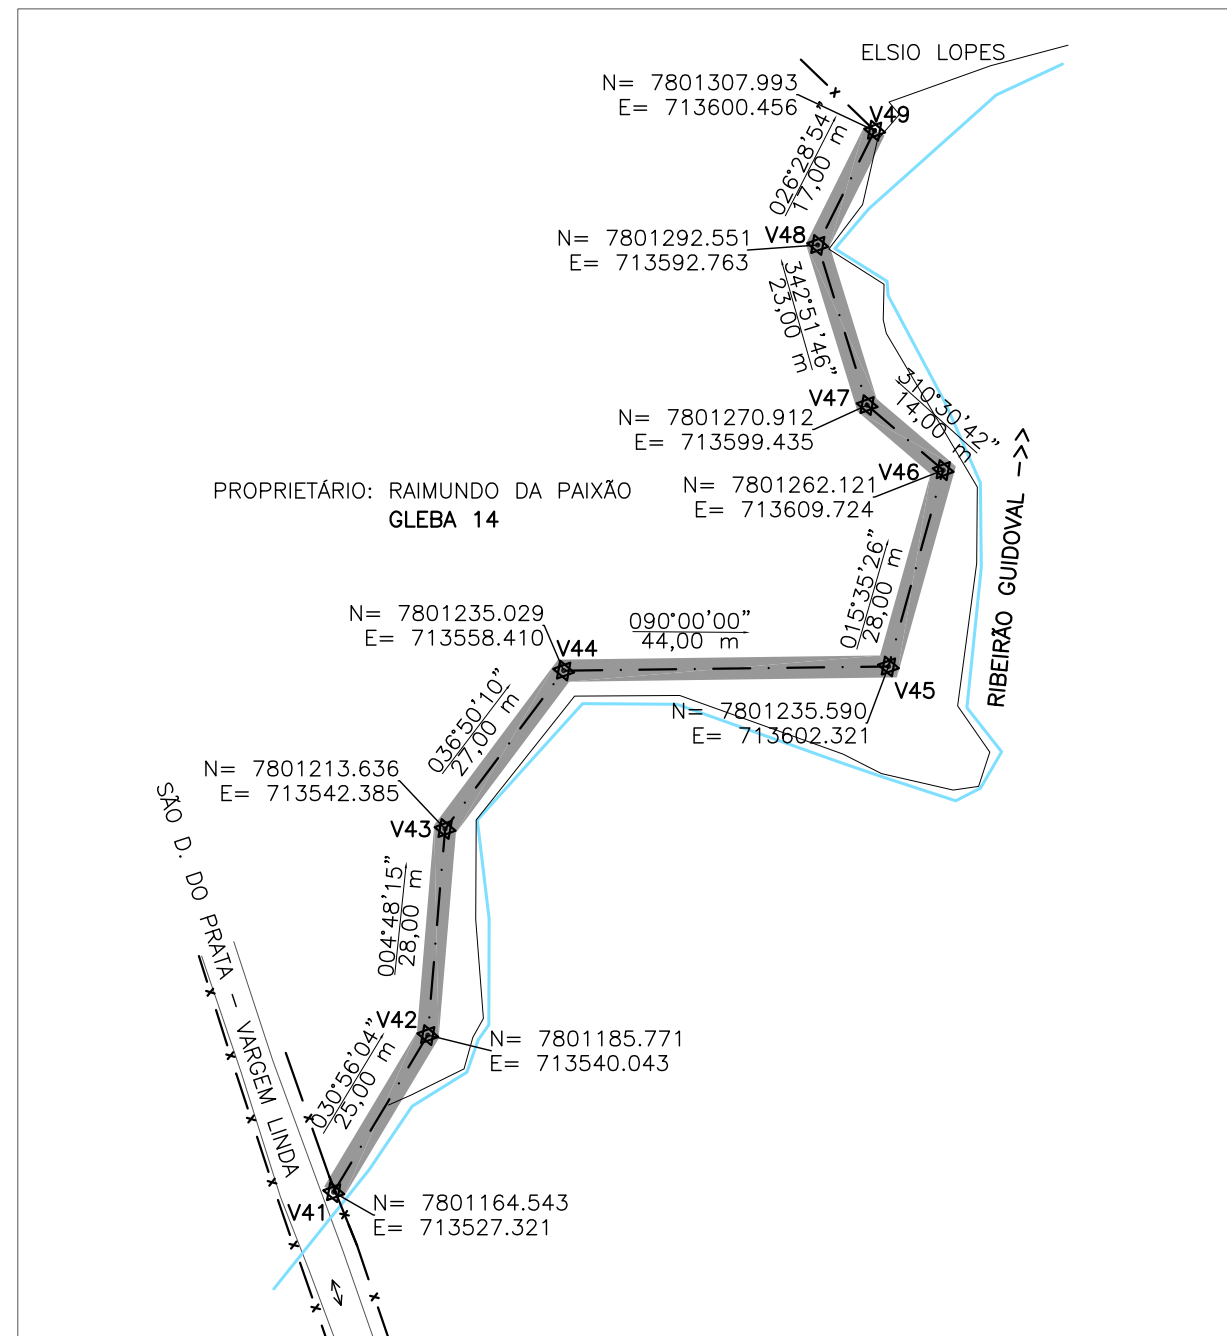 ELSIO LOPES
N= 7801307.993
E= 713600.456
V49
026°28'54"
17,00 m
V48
N= 7801292.551
E= 713592.763
342°51'46"
23,00 m
V47
N= 7801270.912
E= 713599.435
310°30'42"
14,00 m
V46
N= 7801262.121
E= 713609.724
PROPRIETÁRIO: RAIMUNDO DA PAIXÃO
GLEBA 14
RIBEIRÃO GUIDOVAL ->>
015°35'26"
28,00 m
N= 7801235.029
E= 713558.410
V44
090°00'00"
44,00 m
V45
N= 7801235.590
E= 713602.321
036°50'10"
27,00 m
N= 7801213.636
E= 713542.385
V43
SÃO D. DO PRATA - VARGEM LINDA
004°48'15"
28,00 m
V42
N= 7801185.771
E= 713540.043
030°56'04"
25,00 m
V41
N= 7801164.543
E= 713527.321